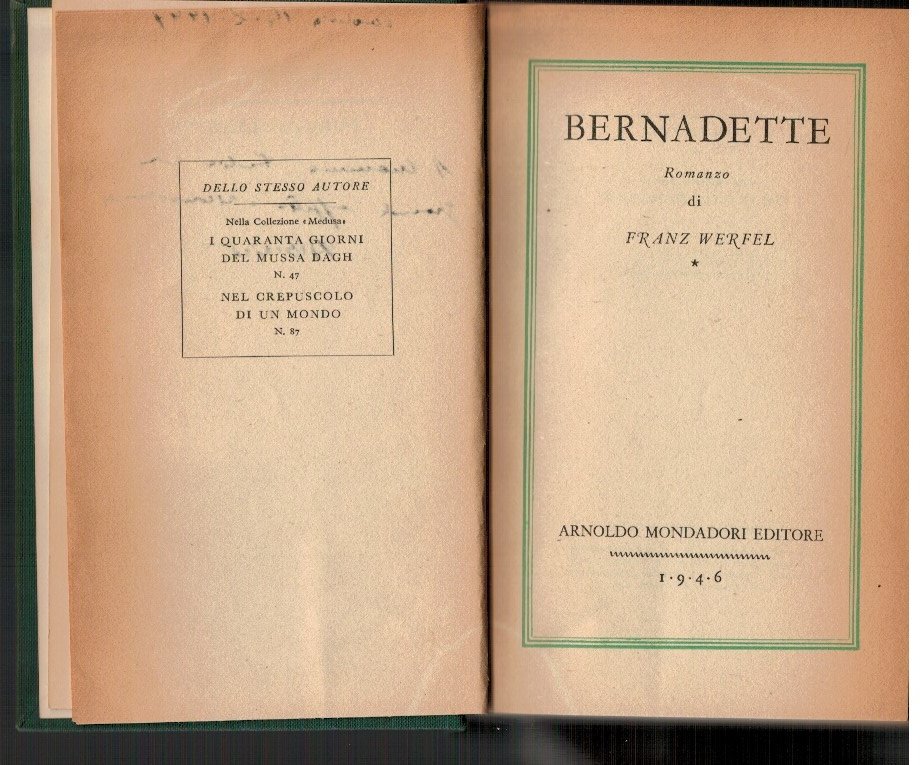 DELLO STESSO AUTORE
Nella Collezione «Medusa»
I QUARANTA GIORNI
DEL MUSSA DAGH
N. 47
NEL CREPUSCOLO
DI UN MONDO
N. 87
BERNADETTE
Romanzo
di
FRANZ WERFEL
*
ARNOLDO MONDADORI EDITORE
1·9·4·6